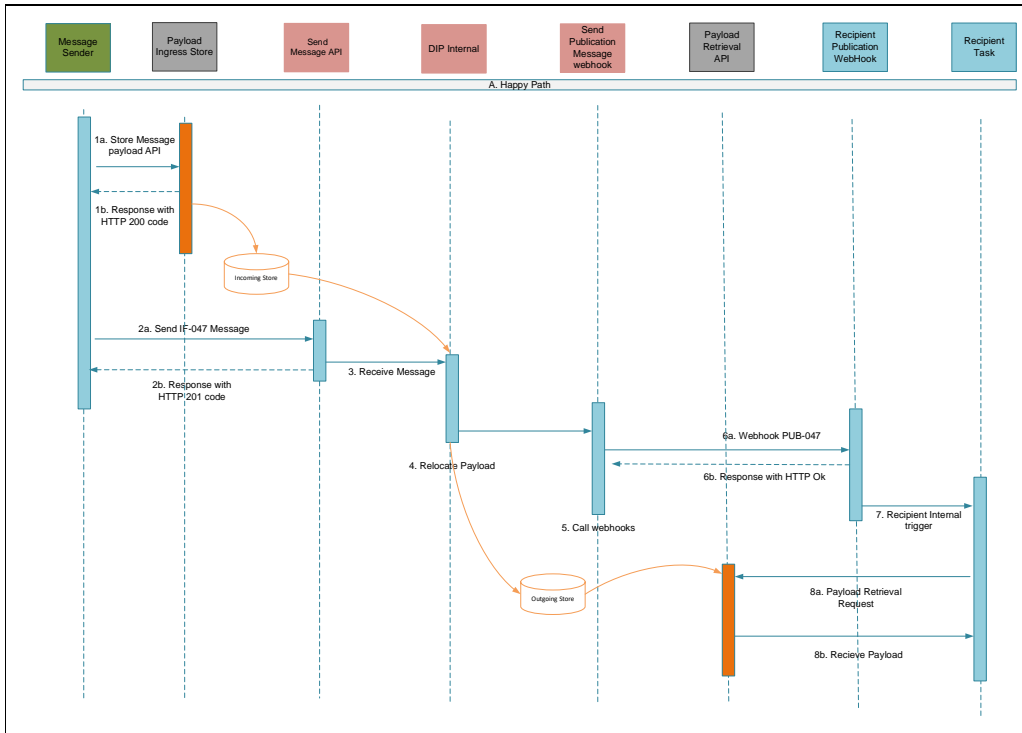 Message
Sender
Payload
Ingress Store
Send
Message API
DIP Internal
Send
Publication
Message
webhook
Payload
Retrieval
API
Recipient
Publication
WebHook
Recipient
Task
A. Happy Path
1a. Store Message
payload API
1b. Response with
HTTP 200 code
Incoming Store
2a. Send IF-047 Message
2b. Response with
HTTP 201 code
3. Receive Message
4. Relocate Payload
5. Call webhooks
6a. Webhook PUB-047
6b. Response with HTTP Ok
7. Recipient Internal
trigger
Outgoing Store
8a. Payload Retrieval
Request
8b. Recieve Payload